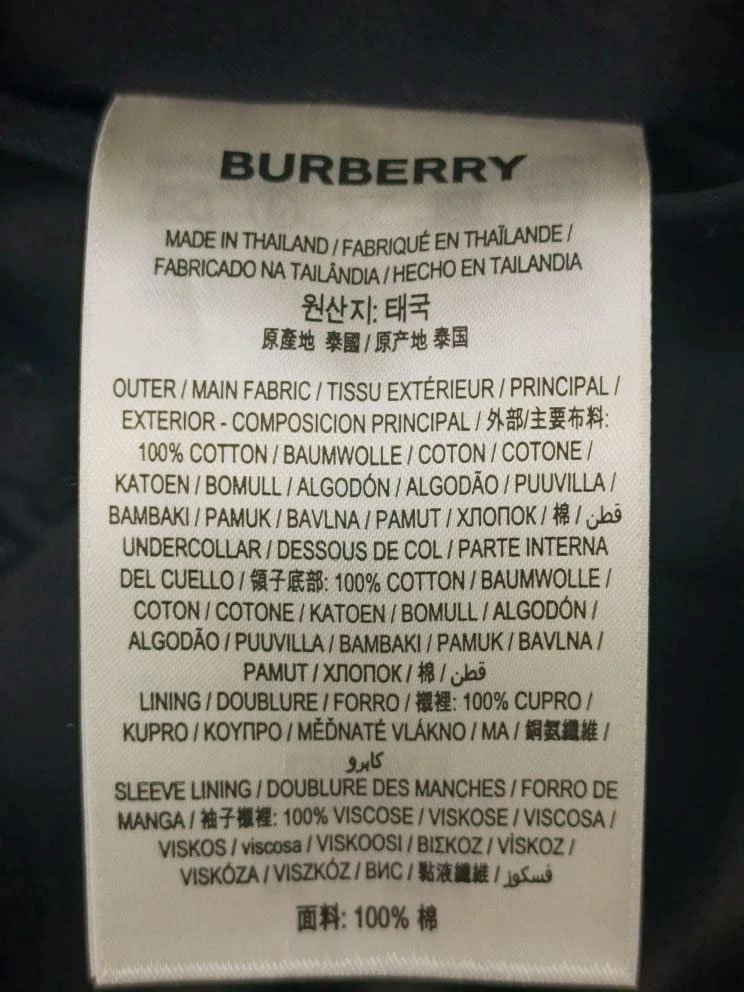 BURBERRY
MADE IN THAILAND / FABRIQUÉ EN THAÏLANDE /
FABRICADO NA TAILÂNDIA / HECHO EN TAILANDIA
원산지: 태국
原產地 泰國 / 原产地 泰国
OUTER / MAIN FABRIC / TISSU EXTÉRIEUR / PRINCIPAL /
EXTERIOR - COMPOSICION PRINCIPAL / 外部/主要布料:
100% COTTON / BAUMWOLLE / COTON / COTONE /
KATOEN / BOMULL / ALGODÓN / ALGODÃO / PUUVILLA /
BAMBAKI / PAMUK / BAVLNA / PAMUT / ХЛОПОК / 棉 / قطن
UNDERCOLLAR / DESSOUS DE COL / PARTE INTERNA
DEL CUELLO / 領子底部: 100% COTTON / BAUMWOLLE /
COTON / COTONE / KATOEN / BOMULL / ALGODÓN /
ALGODÃO / PUUVILLA / BAMBAKI / PAMUK / BAVLNA /
PAMUT / ХЛОПОК / 棉 / قطن
LINING / DOUBLURE / FORRO / 襯裡: 100% CUPRO /
KUPRO / ΚΟΥΠΡΟ / MĚĎNATÉ VLÁKNO / MA / 銅氨纖維 /
كابرو
SLEEVE LINING / DOUBLURE DES MANCHES / FORRO DE
MANGA / 袖子襯裡: 100% VISCOSE / VISKOSE / VISCOSA /
VISKOS / viscosa / VISKOOSI / ΒΙΣΚΟΖ / VİSKOZ /
VISKÓZA / VISZKÓZ / ВИС / 黏液纖維 / فسكوز
面料: 100% 棉